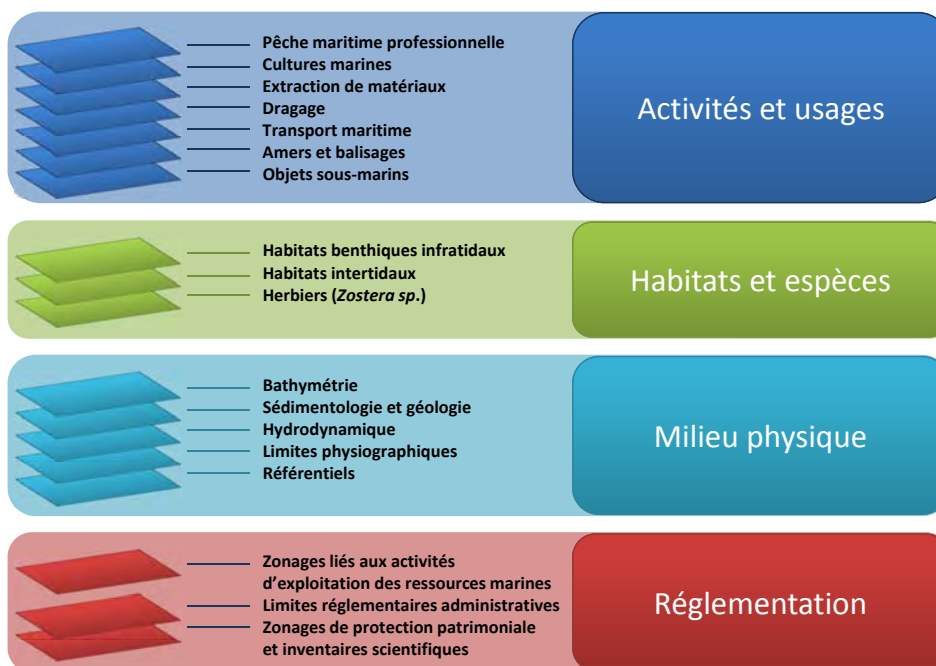 Pêche maritime professionnelle
Cultures marines
Extraction de matériaux
Dragage
Transport maritime
Amers et balisages
Objets sous-marins
Activités et usages
Habitats benthiques infratidaux
Habitats intertidaux
Herbiers (Zostera sp.)
Habitats et espèces
Bathymétrie
Sédimentologie et géologie
Hydrodynamique
Limites physiographiques
Référentiels
Milieu physique
Zonages liés aux activités
d'exploitation des ressources marines
Limites réglementaires administratives
Zonages de protection patrimoniale
et inventaires scientifiques
Réglementation